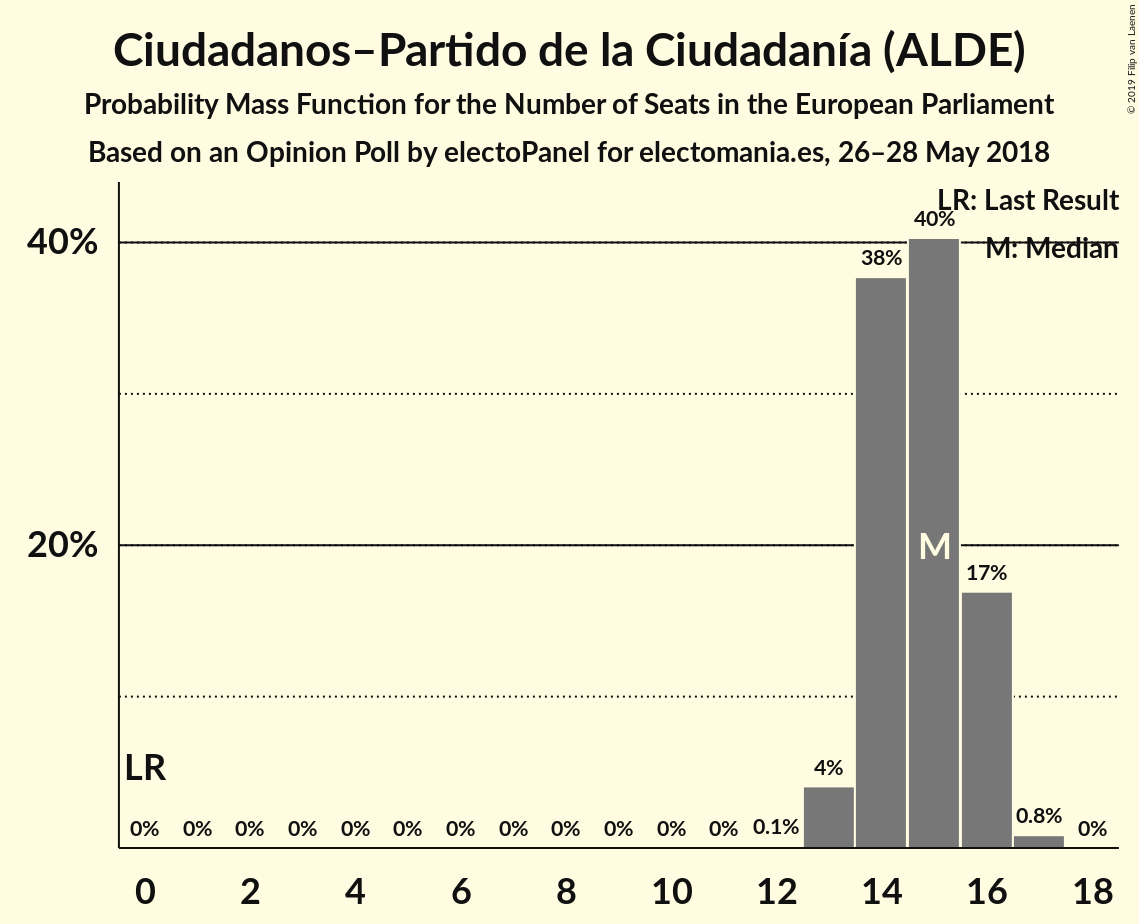 Ciudadanos–Partido de la Ciudadanía (ALDE)
Probability Mass Function for the Number of Seats in the European Parliament
Based on an Opinion Poll by electoPanel for electomania.es, 26–28 May 2018
© 2019 Filip van Laenen
LR: Last Result
M: Median
40%
20%
40%
38%
M
17%
LR
4%
0% 0% 0% 0% 0% 0% 0% 0% 0% 0% 0% 0% 0.1% 0.8% 0%
0 2 4 6 8 10 12 14 16 18